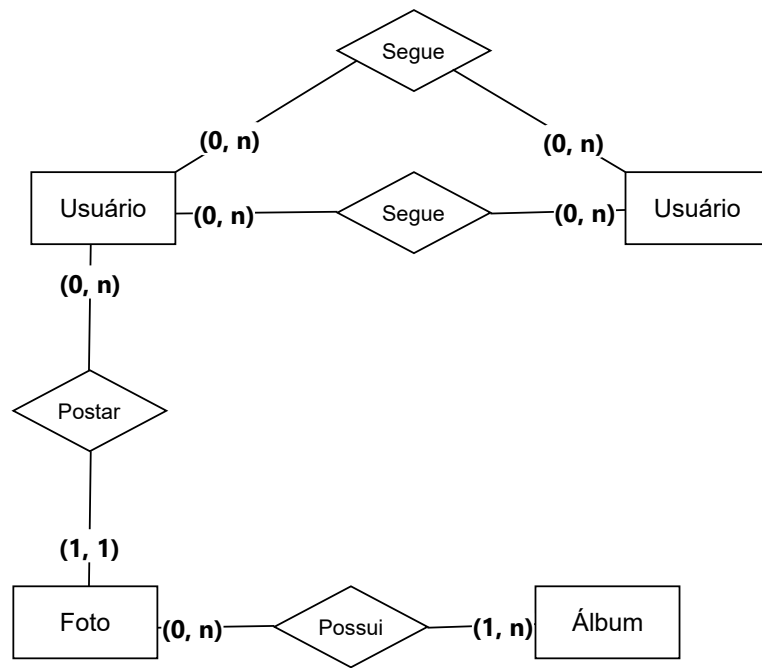 Segue
(0, n)
(0, n)
Usuário
(0, n)
Segue
(0, n)
Usuário
(0, n)
Postar
(1, 1)
Foto
(0, n)
Possui
(1, n)
Álbum